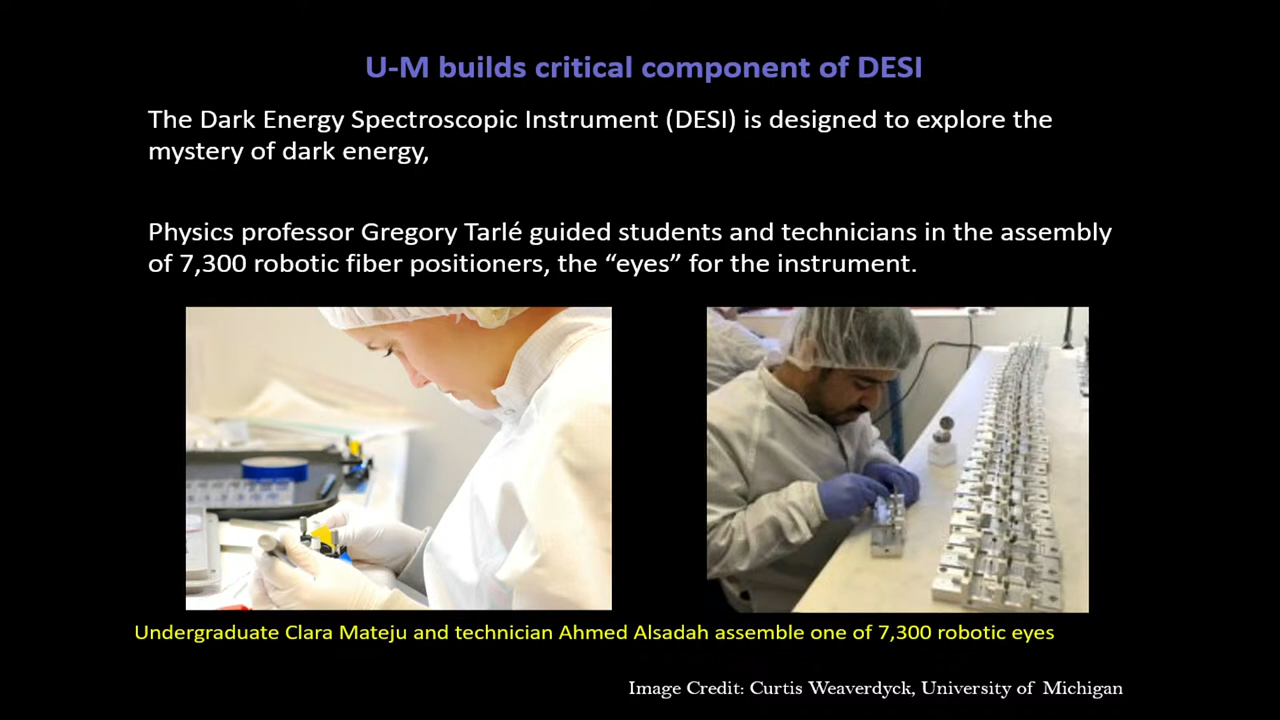 U-M builds critical component of DESI
The Dark Energy Spectroscopic Instrument (DESI) is designed to explore the
mystery of dark energy,
Physics professor Gregory Tarlé guided students and technicians in the assembly
of 7,300 robotic fiber positioners, the “eyes” for the instrument.
Undergraduate Clara Mateju and technician Ahmed Alsadah assemble one of 7,300 robotic eyes
Image Credit: Curtis Weaverdyck, University of Michigan